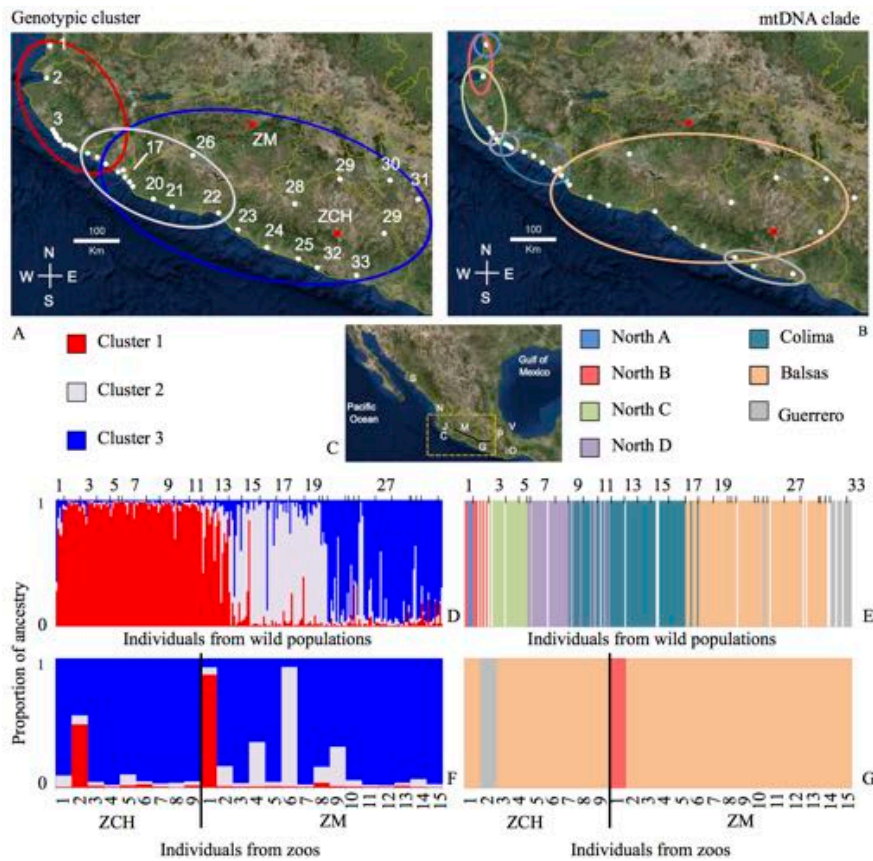 Genotypic cluster
mtDNA clade
1
2
3
17
26
ZM
29
30
31
20
21
22
28
23
ZCH
29
24
25
32
33
100
Km
N
W E
S
100
Km
N
W E
S
A
B
Cluster 1
Cluster 2
Cluster 3
Gulf of
Mexico
Pacific
Ocean
S
N
J
M
C
G
P
V
O
C
North A
North B
North C
North D
Colima
Balsas
Guerrero
1 3 5 7 9 11 13 15 17 19 27
1 3 5 7 9 11 13 15 19 27 33
1
0
D
E
Individuals from wild populations
Individuals from wild populations
Proportion of ancestry
1
0
F
G
1 2 3 4 5 6 7 8 9 1 2 3 4 6 7 8 9 10 11 12 13 14 15
1 2 3 4 5 6 7 8 9 1 2 3 4 6 7 8 9 10 11 12 13 14 15
ZCH ZM
ZCH ZM
Individuals from zoos
Individuals from zoos